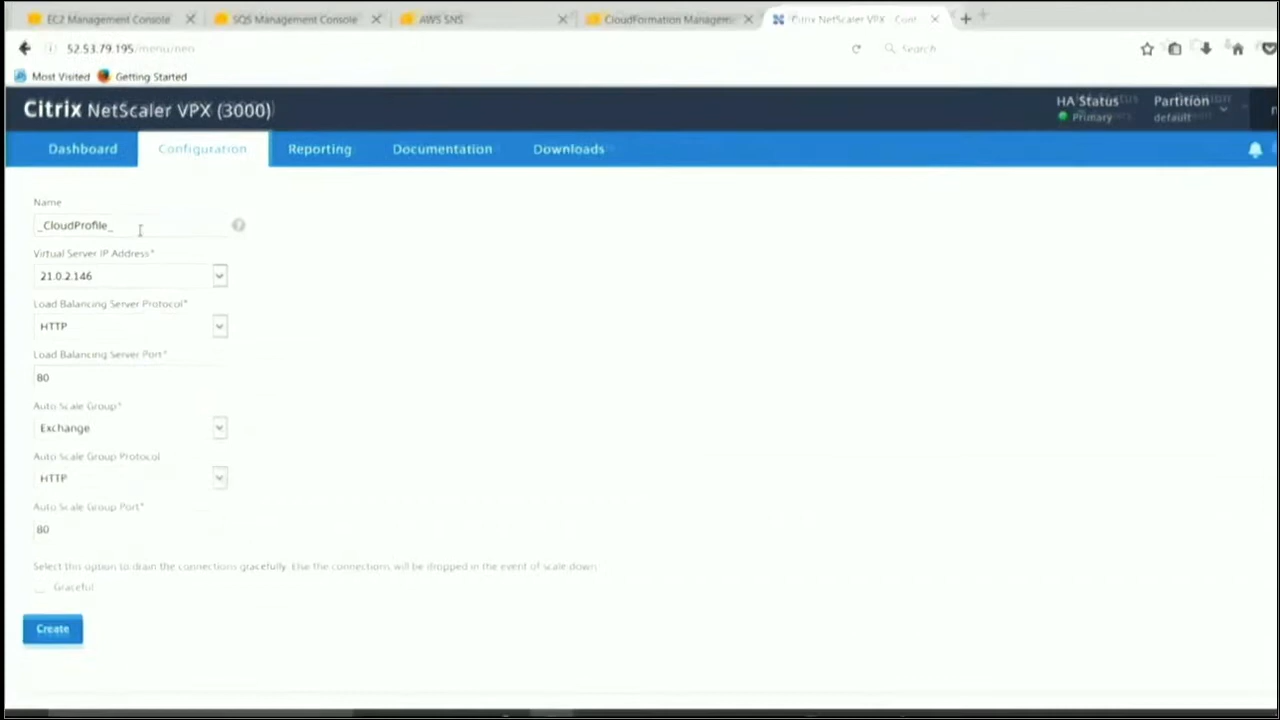 EC2 Management Console
SQS Management Console
AWS SNS
CloudFormation Managem
Citrix NetScaler VPX - Conf
52.53.79.195/menu/neo
Search
Most Visited
Getting Started
Citrix NetScaler VPX (3000)
HA Status
Primary
Partition
default
Dashboard
Configuration
Reporting
Documentation
Downloads
Name
_CloudProfile_
Virtual Server IP Address*
21.0.2.146
Load Balancing Server Protocol*
HTTP
Load Balancing Server Port*
80
Auto Scale Group*
Exchange
Auto Scale Group Protocol
HTTP
Auto Scale Group Port*
80
Select this option to drain the connections gracefully. Else the connections will be dropped in the event of scale down
Graceful
Create